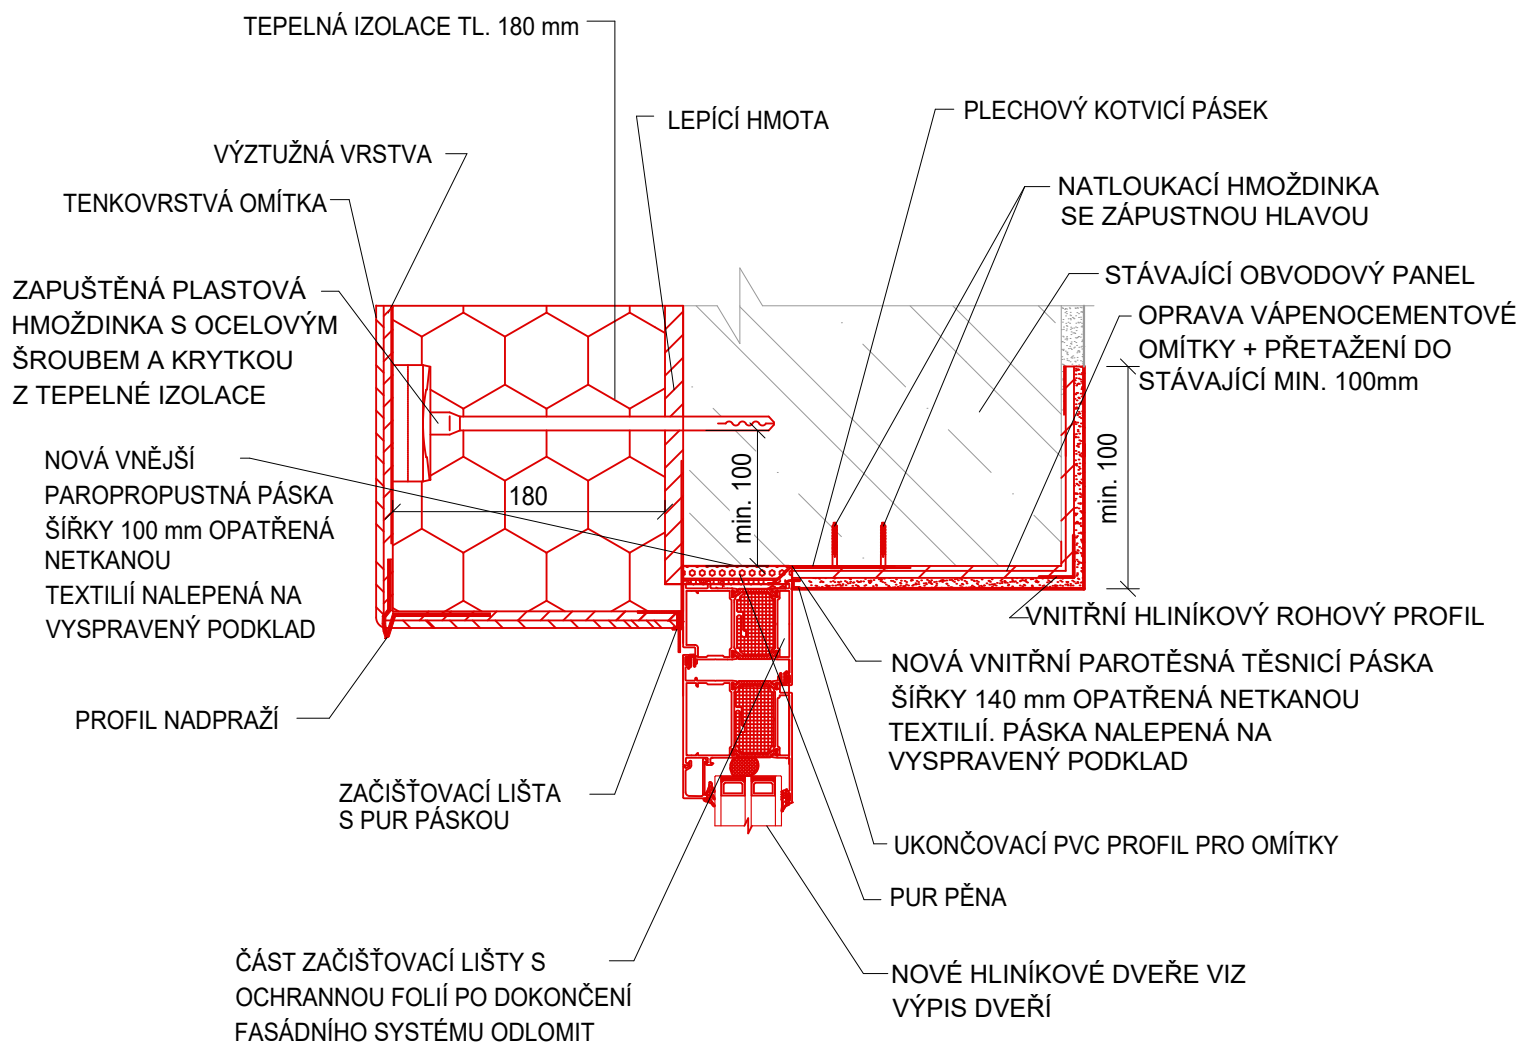 TEPELNÁ IZOLACE TL. 180 mm
LEPÍCÍ HMOTA
PLECHOVÝ KOTVICÍ PÁSEK
VÝZTUŽNÁ VRSTVA
TENKOVRSTVÁ OMÍTKA
NATLOUKACÍ HMOŽDINKA
SE ZÁPUSTNOU HLAVOU
ZAPUŠTĚNÁ PLASTOVÁ
HMOŽDINKA S OCELOVÝM
ŠROUBEM A KRYTKOU
Z TEPELNÉ IZOLACE
STÁVAJÍCÍ OBVODOVÝ PANEL
OPRAVA VÁPENOCEMENTOVÉ
OMÍTKY + PŘETAŽENÍ DO
STÁVAJÍCÍ MIN. 100mm
NOVÁ VNĚJŠÍ
PAROPROPUSTNÁ PÁSKA
ŠÍŘKY 100 mm OPATŘENÁ
NETKANOU
TEXTILIÍ NALEPENÁ NA
VYSPRAVENÝ PODKLAD
180
min. 100
min. 100
VNITŘNÍ HLINÍKOVÝ ROHOVÝ PROFIL
NOVÁ VNITŘNÍ PAROTĚSNÁ TĚSNICÍ PÁSKA
ŠÍŘKY 140 mm OPATŘENÁ NETKANOU
TEXTILIÍ. PÁSKA NALEPENÁ NA
VYSPRAVENÝ PODKLAD
PROFIL NADPRAŽÍ
ZAČIŠŤOVACÍ LIŠTA
S PUR PÁSKOU
UKONČOVACÍ PVC PROFIL PRO OMÍTKY
PUR PĚNA
ČÁST ZAČIŠŤOVACÍ LIŠTY S
OCHRANNOU FOLIÍ PO DOKONČENÍ
FASÁDNÍHO SYSTÉMU ODLOMIT
NOVÉ HLINÍKOVÉ DVEŘE VIZ
VÝPIS DVEŘÍ